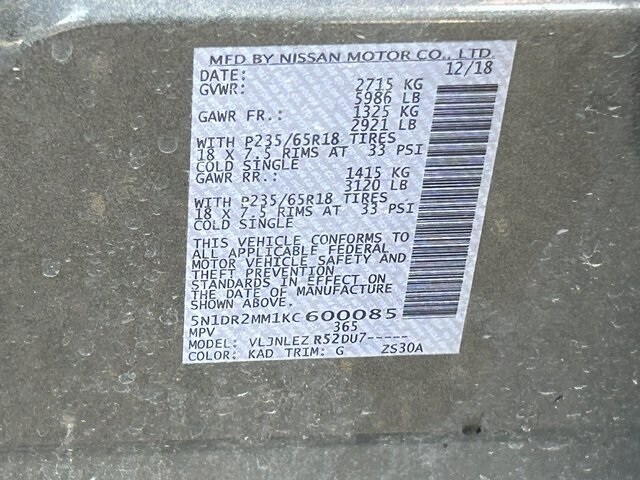 MFD BY NISSAN MOTOR CO., LTD
DATE: 12/18
GVWR: 2715 KG
5986 LB
GAWR FR.: 1325 KG
2921 LB
WITH P235/65R18 TIRES
18 X 7.5 RIMS AT 33 PSI
COLD SINGLE
GAWR RR.: 1415 KG
3120 LB
WITH P235/65R18 TIRES
18 X 7.5 RIMS AT 33 PSI
COLD SINGLE
THIS VEHICLE CONFORMS TO
ALL APPLICABLE FEDERAL
MOTOR VEHICLE SAFETY AND
THEFT PREVENTION
STANDARDS IN EFFECT ON
THE DATE OF MANUFACTURE
SHOWN ABOVE.
5N1DR2MM1KC600085
MPV 365
MODEL: VLJNLEZ R52DU7-----
COLOR: KAD TRIM: G ZS30A